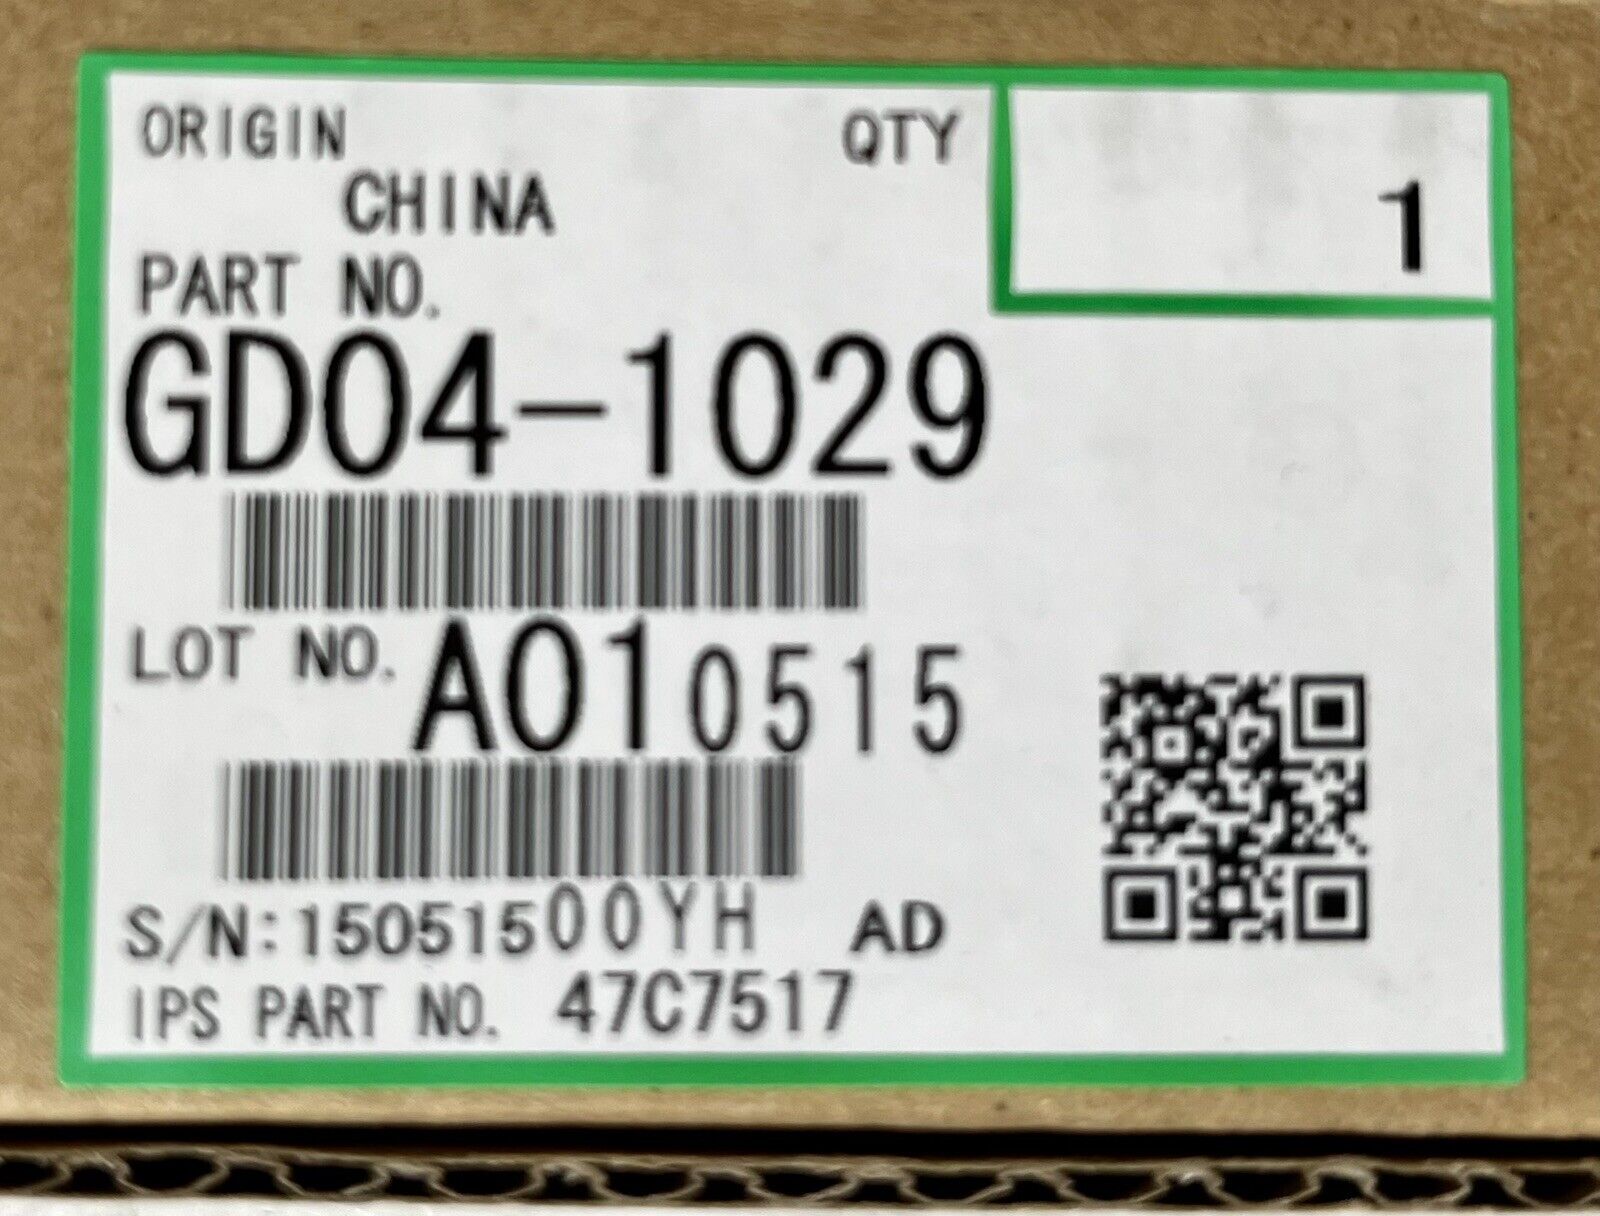 ORIGIN QTY
CHINA 1
PART NO.
GD04-1029
LOT NO. A010515
S/N:15051500YH AD
IPS PART NO. 47C7517